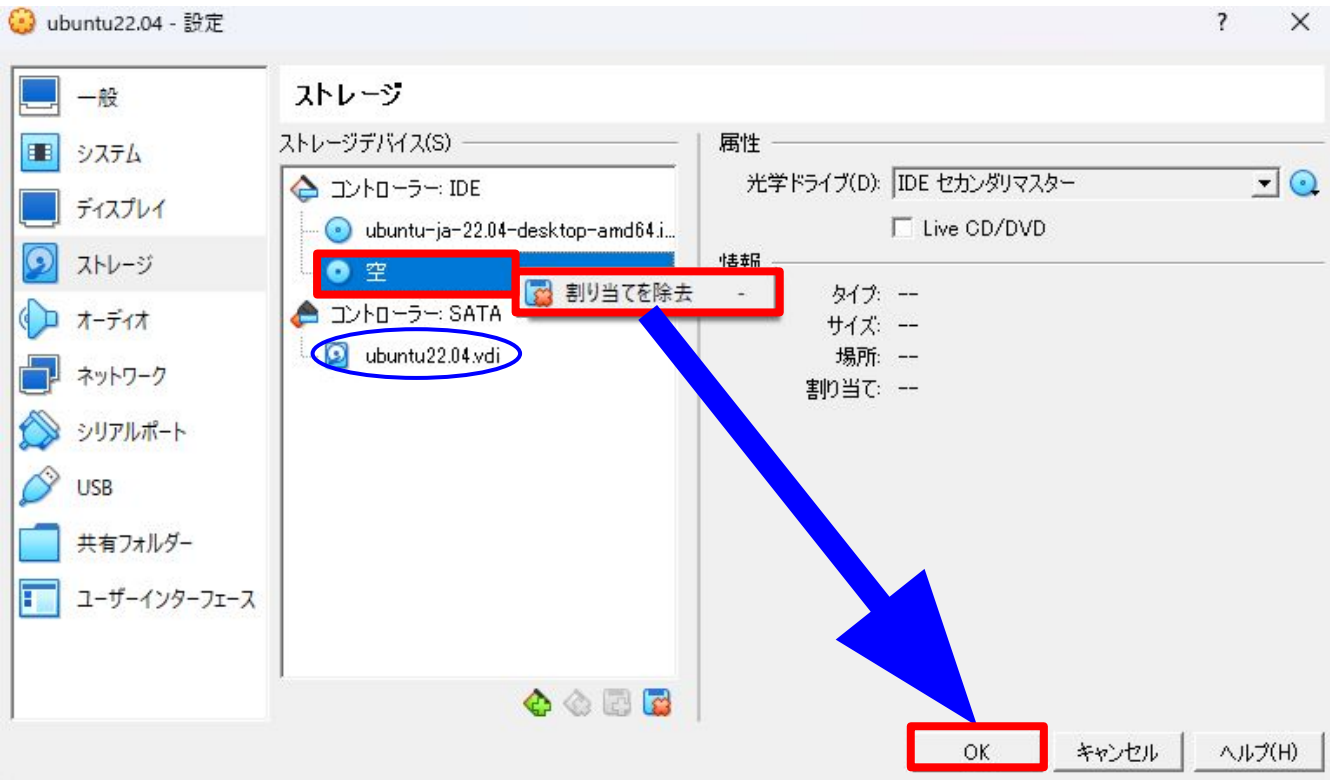 ubuntu22.04 - 設定
?
×
一般
システム
ディスプレイ
ストレージ
オーディオ
ネットワーク
シリアルポート
USB
共有フォルダー
ユーザーインターフェース
ストレージ
ストレージデバイス(S)
コントローラー: IDE
ubuntu-ja-22.04-desktop-amd64.i...
空
割り当てを除去 -
コントローラー: SATA
ubuntu22.04.vdi
属性
光学ドライブ(D): IDE セカンダリマスター
Live CD/DVD
情報
タイプ: --
サイズ: --
場所: --
割り当て: --
OK
キャンセル
ヘルプ(H)